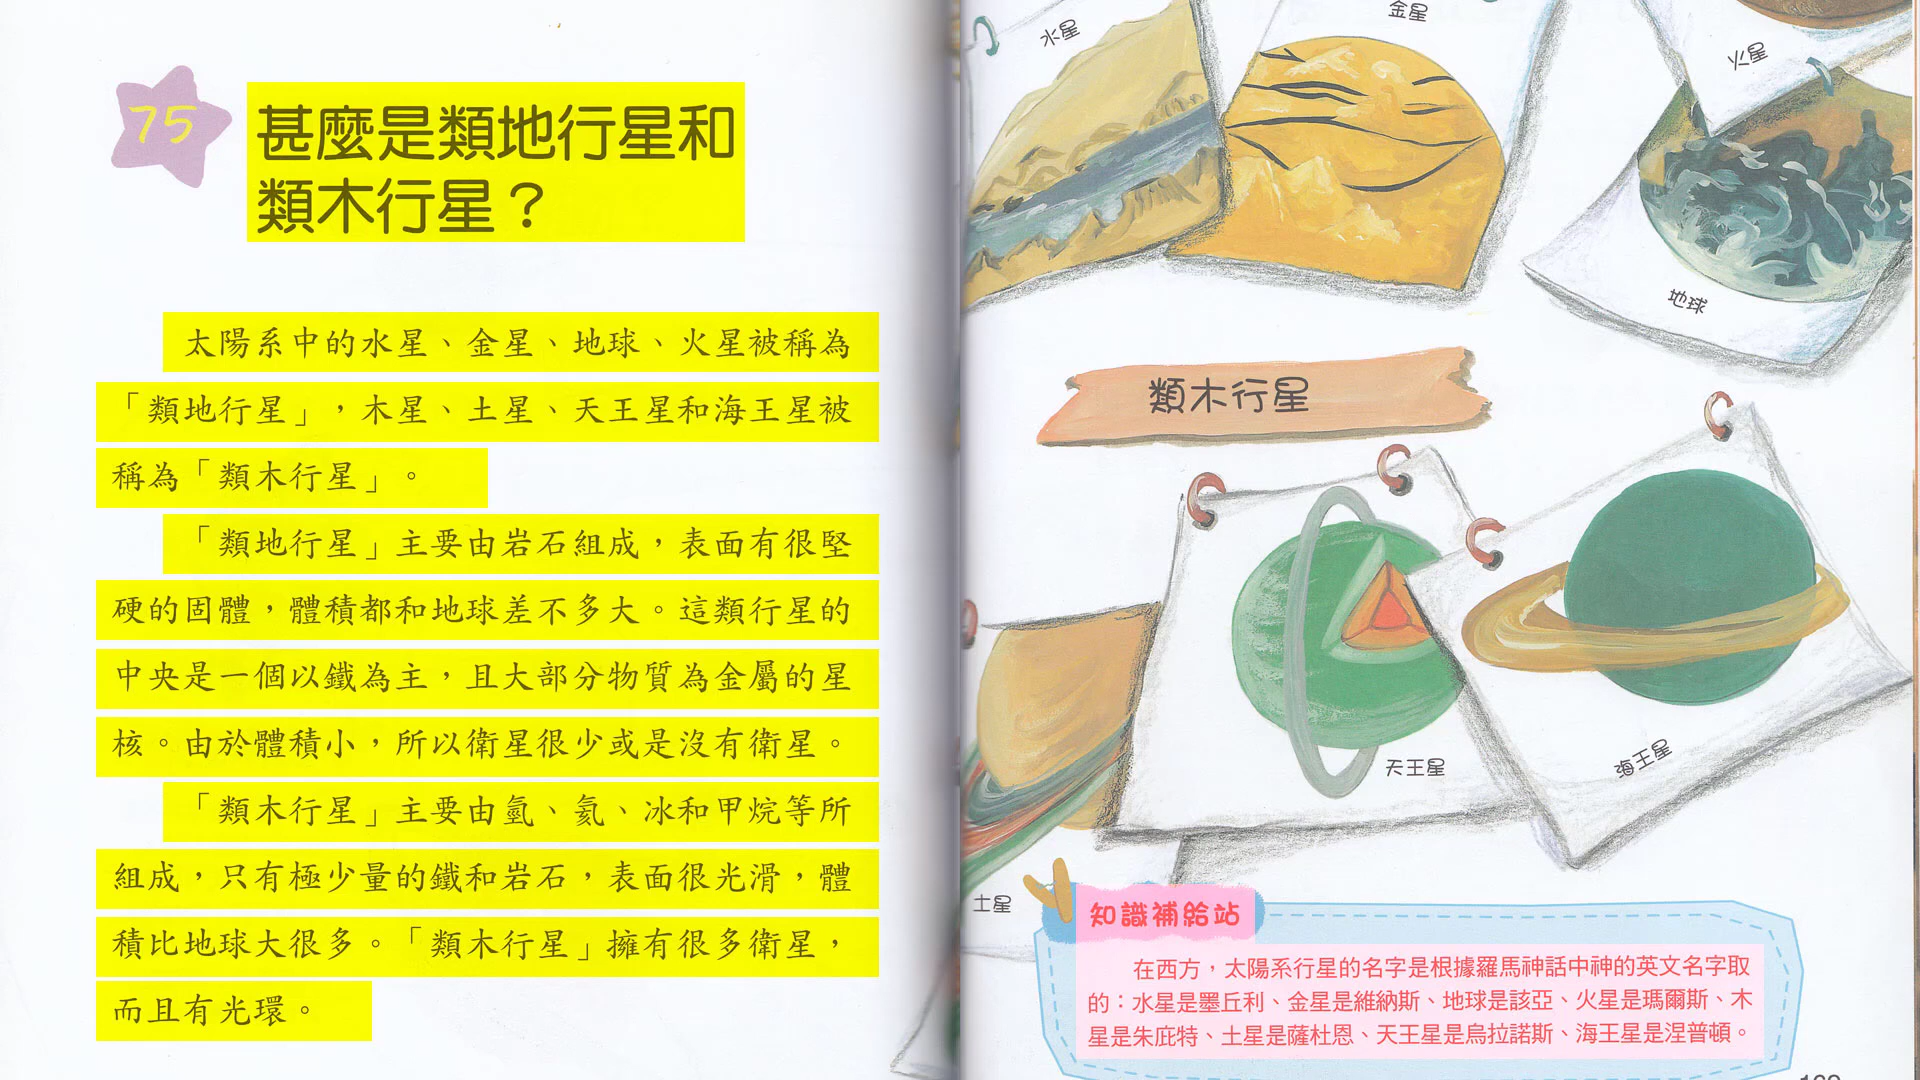 75
甚麼是類地行星和
類木行星？
太陽系中的水星、金星、地球、火星被稱為
「類地行星」，木星、土星、天王星和海王星被
稱為「類木行星」。
「類地行星」主要由岩石組成，表面有很堅
硬的固體，體積都和地球差不多大。這類行星的
中央是一個以鐵為主，且大部分物質為金屬的星
核。由於體積小，所以衛星很少或是沒有衛星。
「類木行星」主要由氫、氦、冰和甲烷等所
組成，只有極少量的鐵和岩石，表面很光滑，體
積比地球大很多。「類木行星」擁有很多衛星，
而且有光環。
水星
金星
火星
地球
類木行星
天王星
海王星
土星
知識補給站
在西方，太陽系行星的名字是根據羅馬神話中神的英文名字取
的：水星是墨丘利、金星是維納斯、地球是該亞、火星是瑪爾斯、木
星是朱庇特、土星是薩杜恩、天王星是烏拉諾斯、海王星是涅普頓。